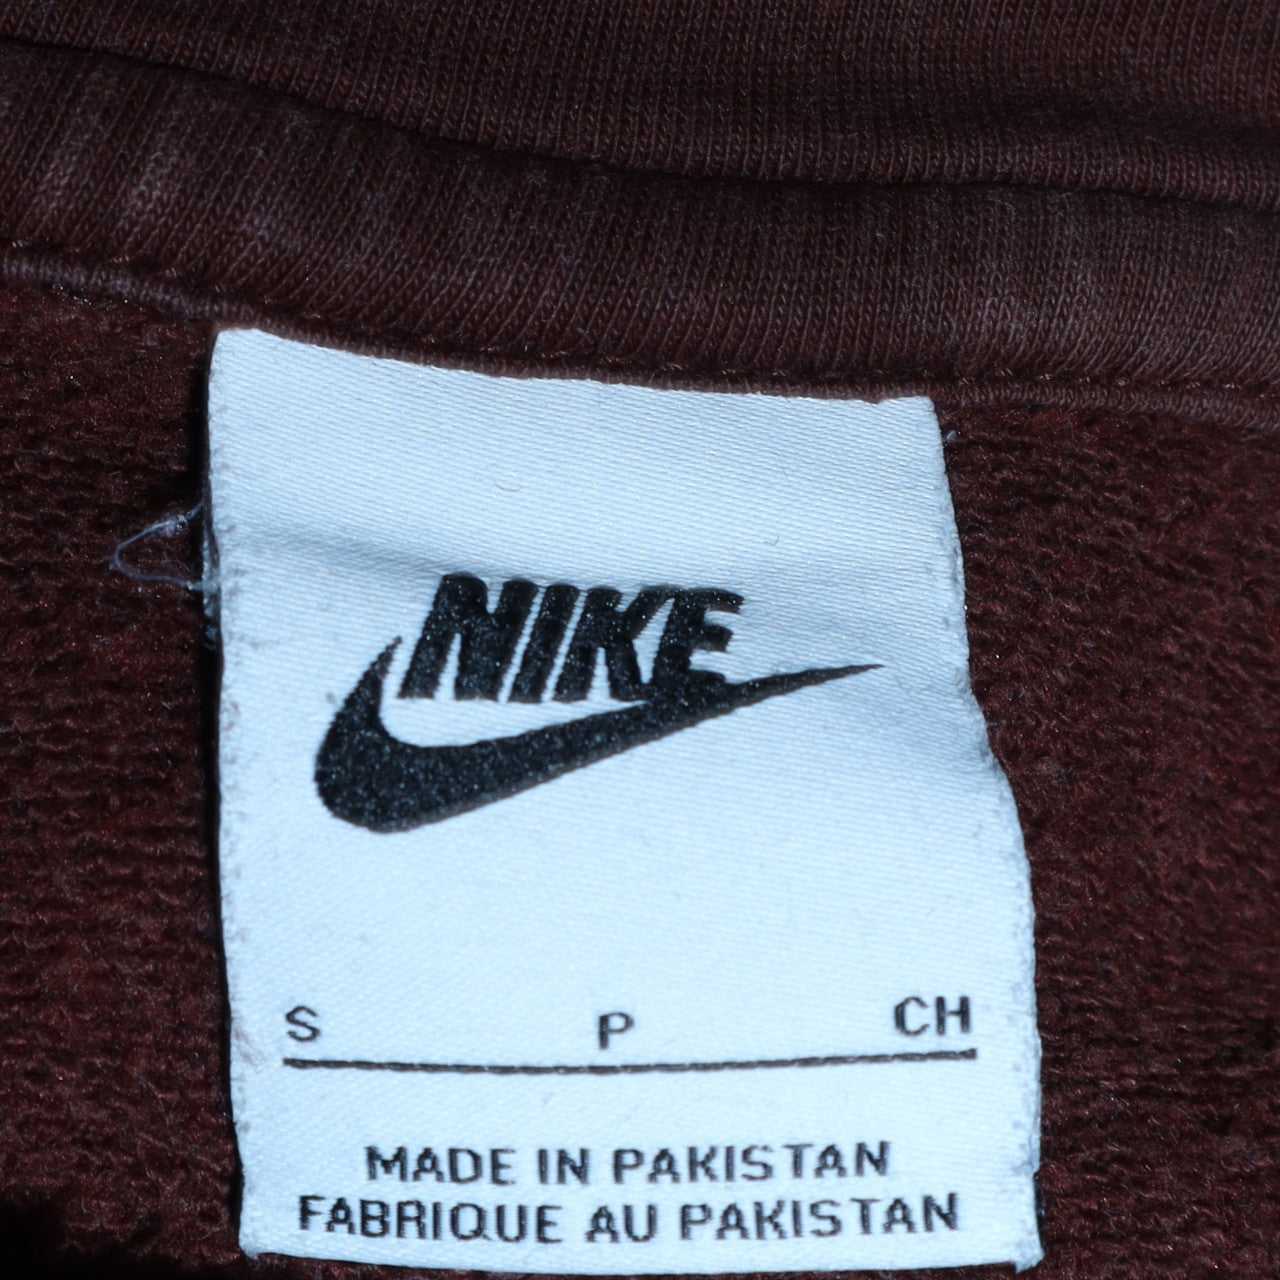 NIKE
S P CH
MADE IN PAKISTAN
FABRIQUE AU PAKISTAN